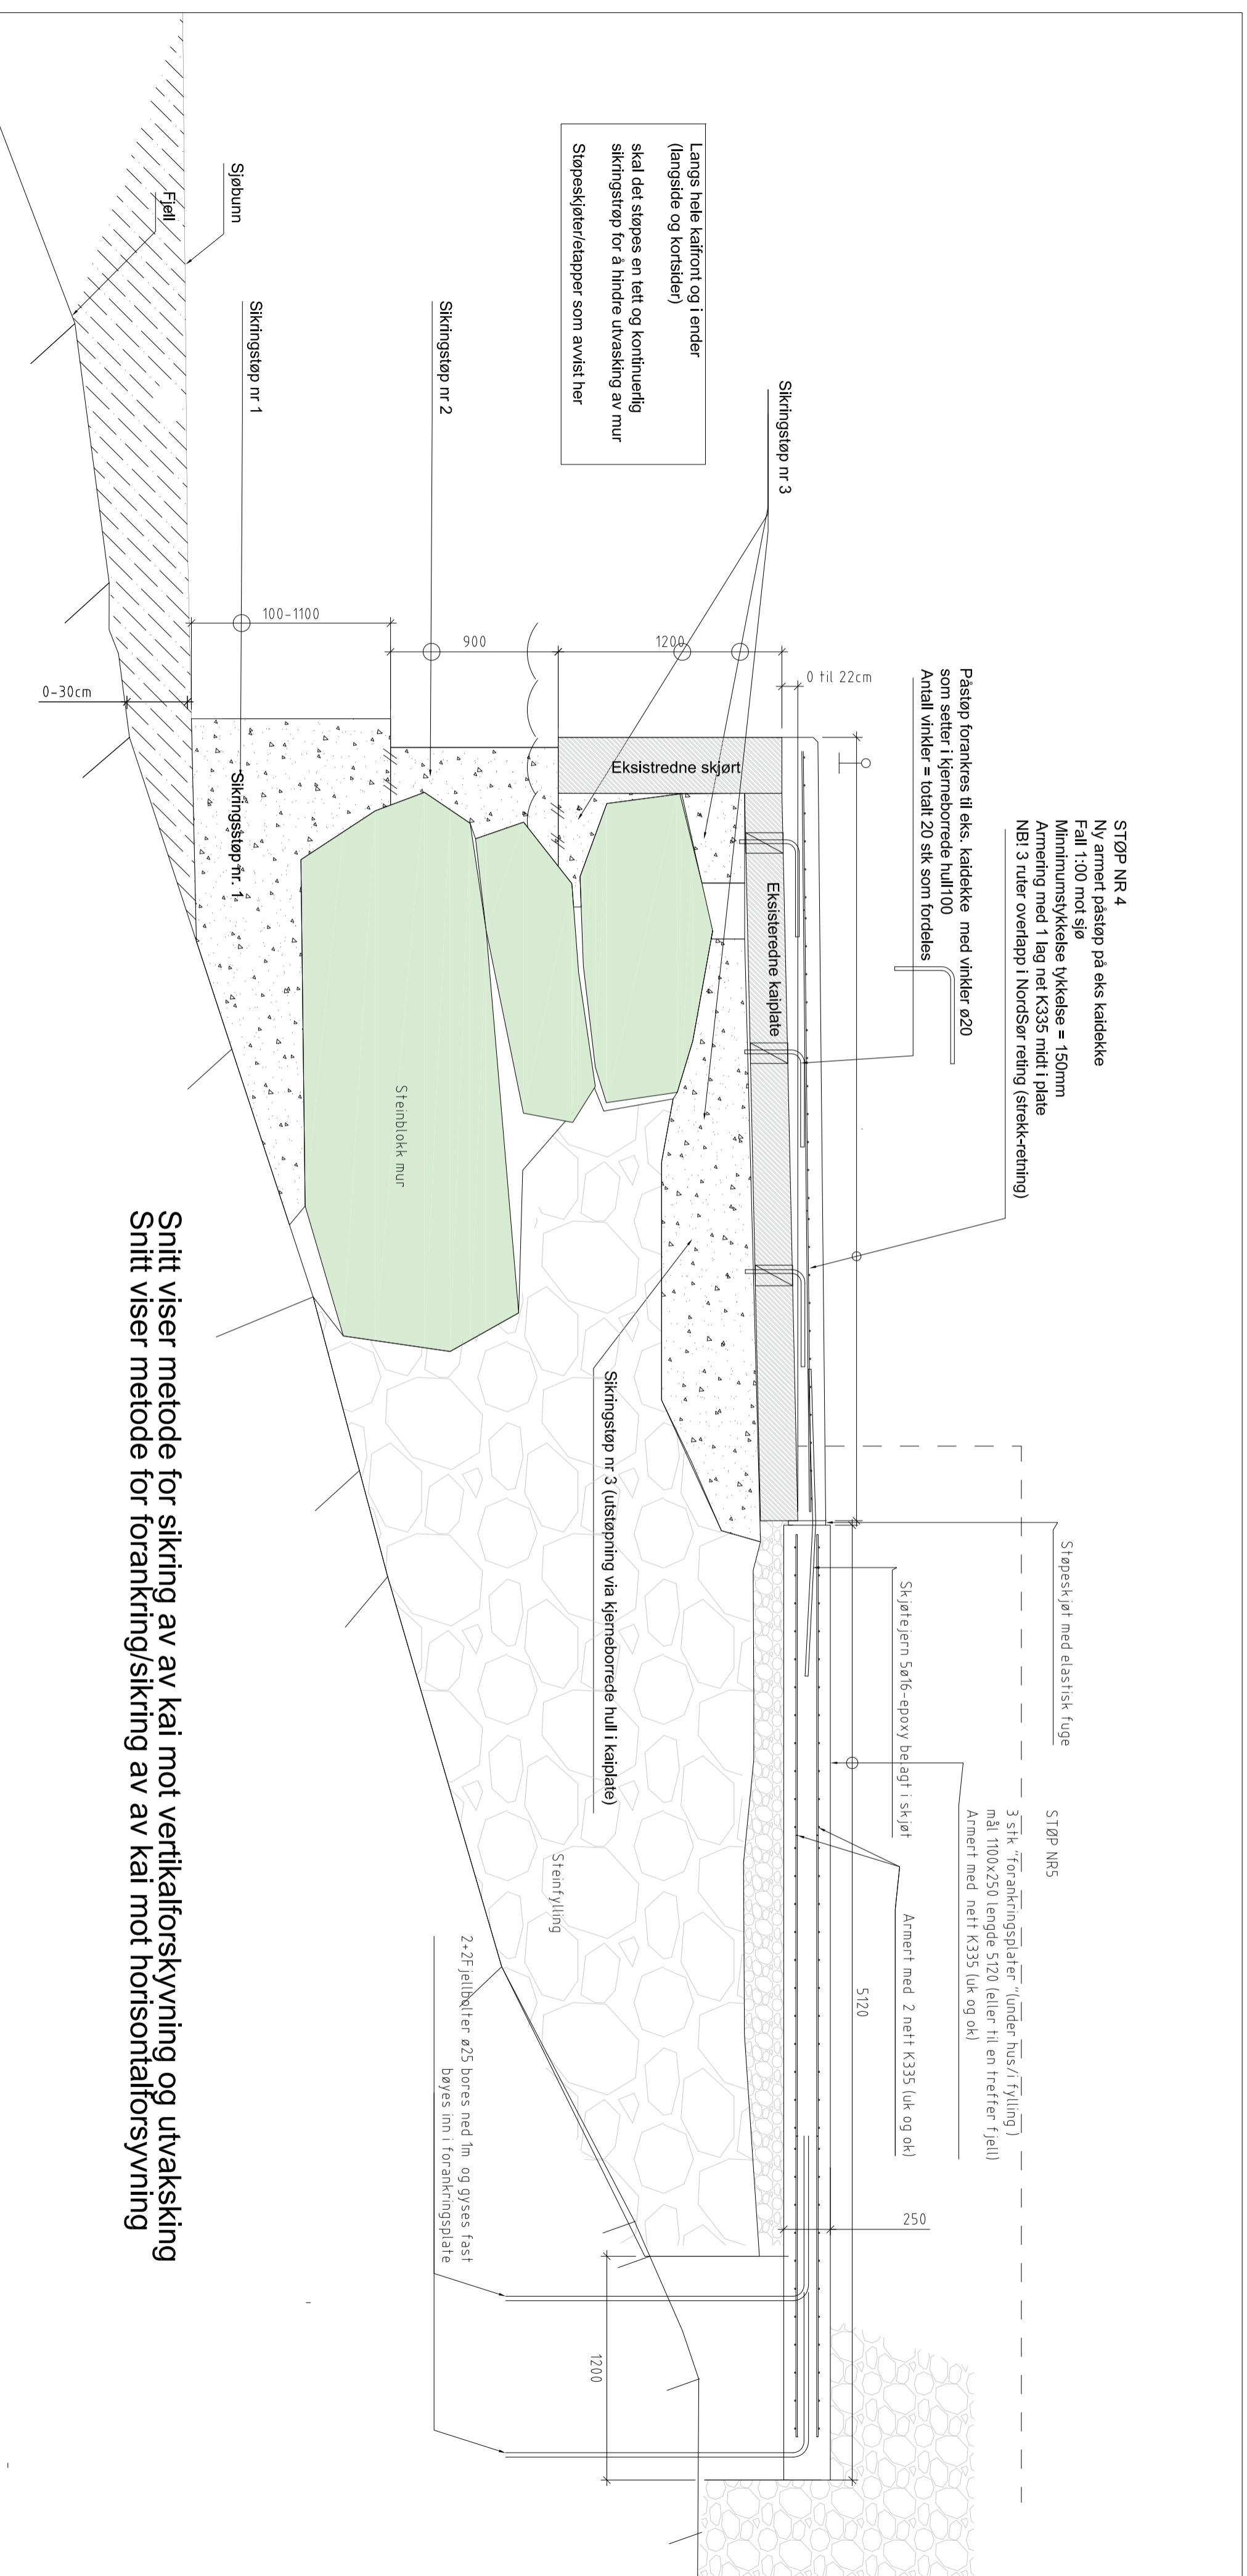 STØP NR 4
Ny armert påstøp på eks kaidekke
Fall 1:00 mot sjø
Minnimumstykkelse tykkelse = 150mm
Armering med 1 lag net K335 midt i plate
NB! 3 ruter overlapp i NordSør reting (strekk-retning)
Påstøp forankres til eks. kaidekke med vinkler ø20
som setter i kjerneborrede hull100
Antall vinkler = totalt 20 stk som fordeles
Støpeskjøt med elastisk fuge
STØP NR5
3 stk "forankringsplater "(under hus/i fylling )
mål 1100x250 lengde 5120 (eller til en treffer fjell)
Armert med nett K335 (uk og ok)
Armert med 2 nett K335 (uk og ok)
Skjøtejern 5ø16-epoxy belagt i skjøt
5120
250
0 til 22cm
Sikringstøp nr 3
1200
Eksistredne skjørt
Eksisteredne kaiplate
Langs hele kaifront og i ender
(langside og kortsider)
skal det støpes en tett og kontinuerlig
sikringstrøp for å hindre utvasking av mur
Støpeskjøter/etapper som avvist her
Sikringstøp nr 3 (utstøpning via kjerneborrede hull i kaiplate)
1200
Steinfylling
900
Sikringstøp nr 2
Steinblokk mur
2+2Fjellbolter ø25 bores ned 1m og gyses fast
bøyes inn i forankringsplate
100-1100
Sikringstøp nr 1
Sikringsstøp nr. 1
Sjøbunn
Fjell
0-30cm
Snitt viser metode for sikring av av kai mot vertikalforskyvning og utvaksking
Snitt viser metode for forankring/sikring av av kai mot horisontalforsyvning